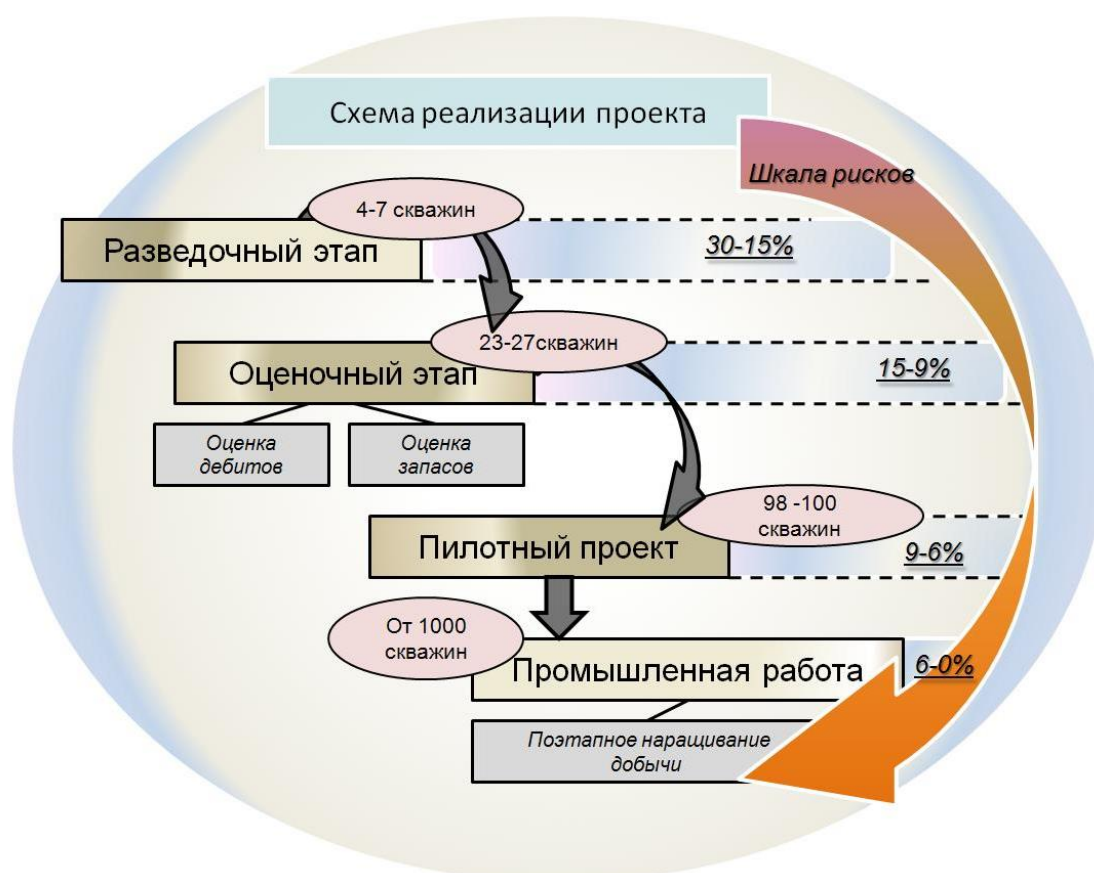 Схема реализации проекта
Шкала рисков
4-7 скважин
Разведочный этап
30-15%
23-27скважин
Оценочный этап
15-9%
Оценка
дебитов
Оценка
запасов
98 -100
скважин
Пилотный проект
9-6%
От 1000
скважин
Промышленная работа
6-0%
Поэтапное наращивание
добычи